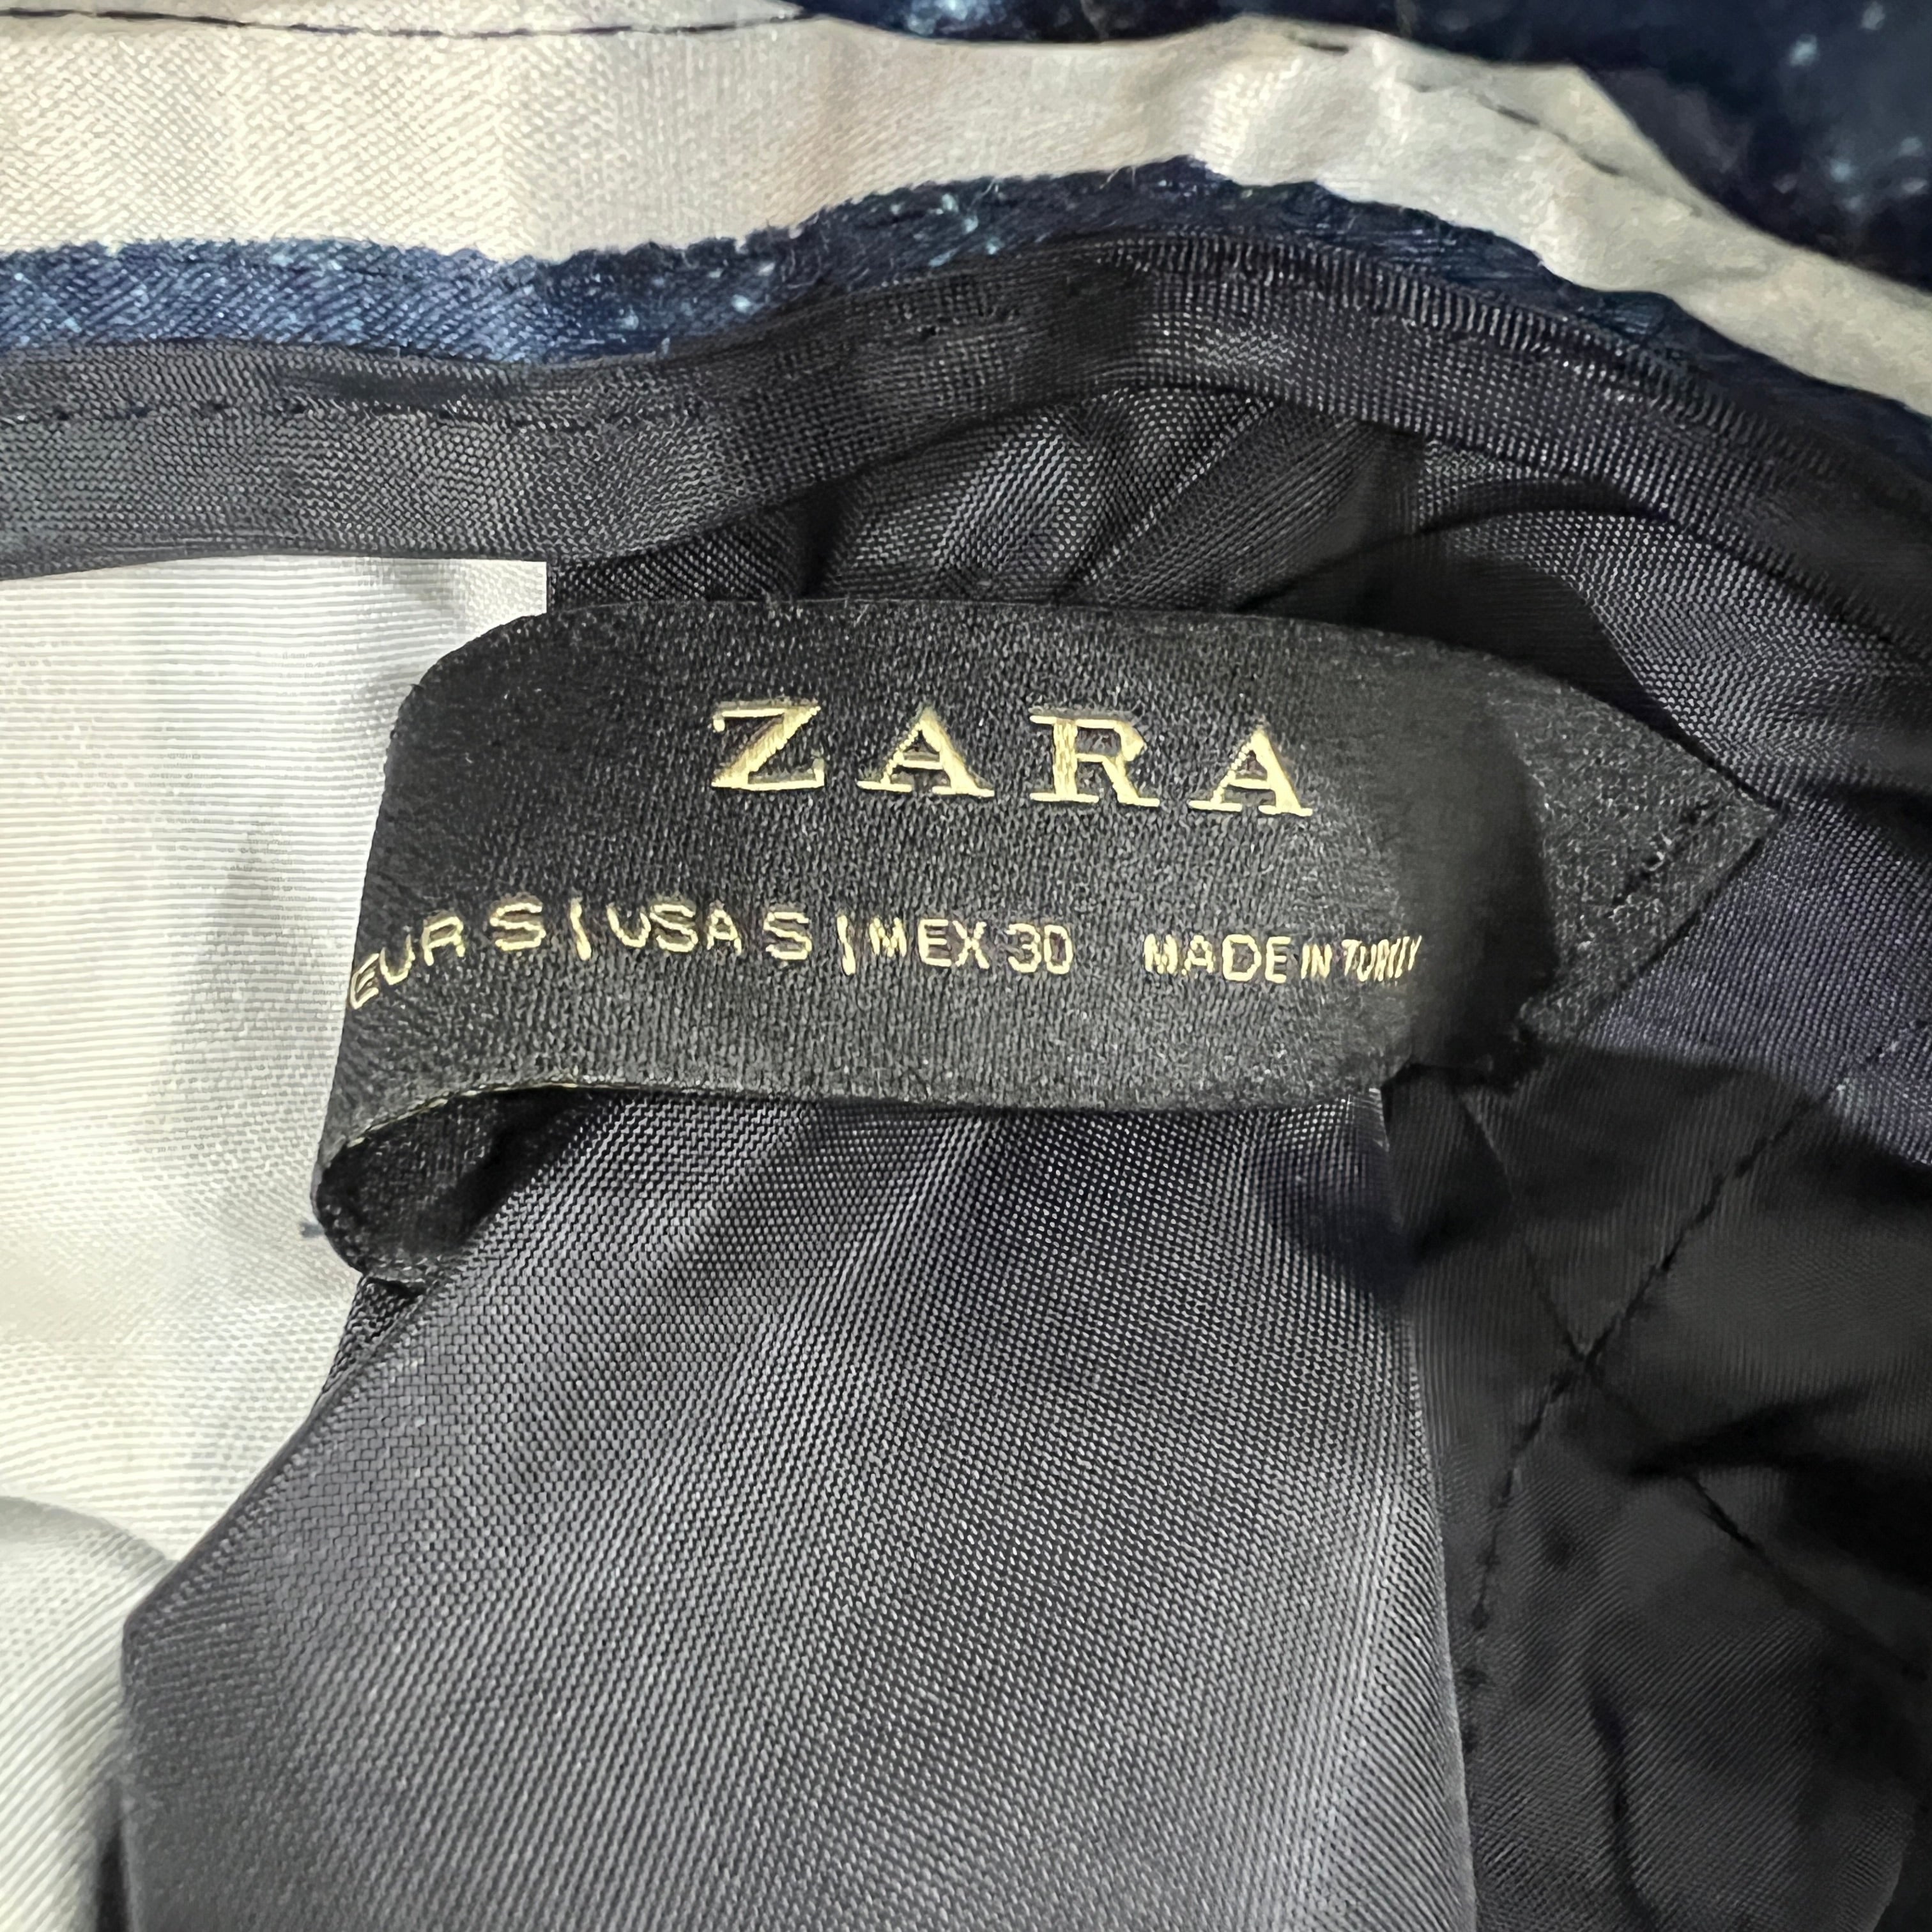 ZARA
EUR S | USA S | MEX 30 MADE IN TURKEY